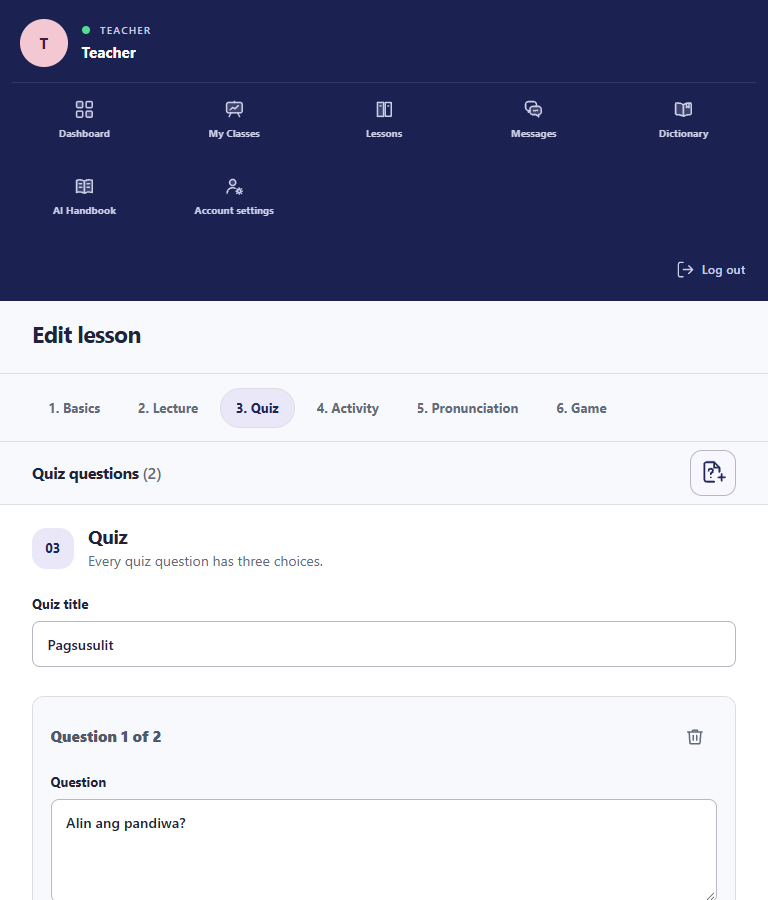 T
TEACHER
Teacher
Dashboard
My Classes
Lessons
Messages
Dictionary
AI Handbook
Account settings
Log out
Edit lesson
1. Basics
2. Lecture
3. Quiz
4. Activity
5. Pronunciation
6. Game
Quiz questions (2)
03
Quiz
Every quiz question has three choices.
Quiz title
Pagsusulit
Question 1 of 2
Question
Alin ang pandiwa?